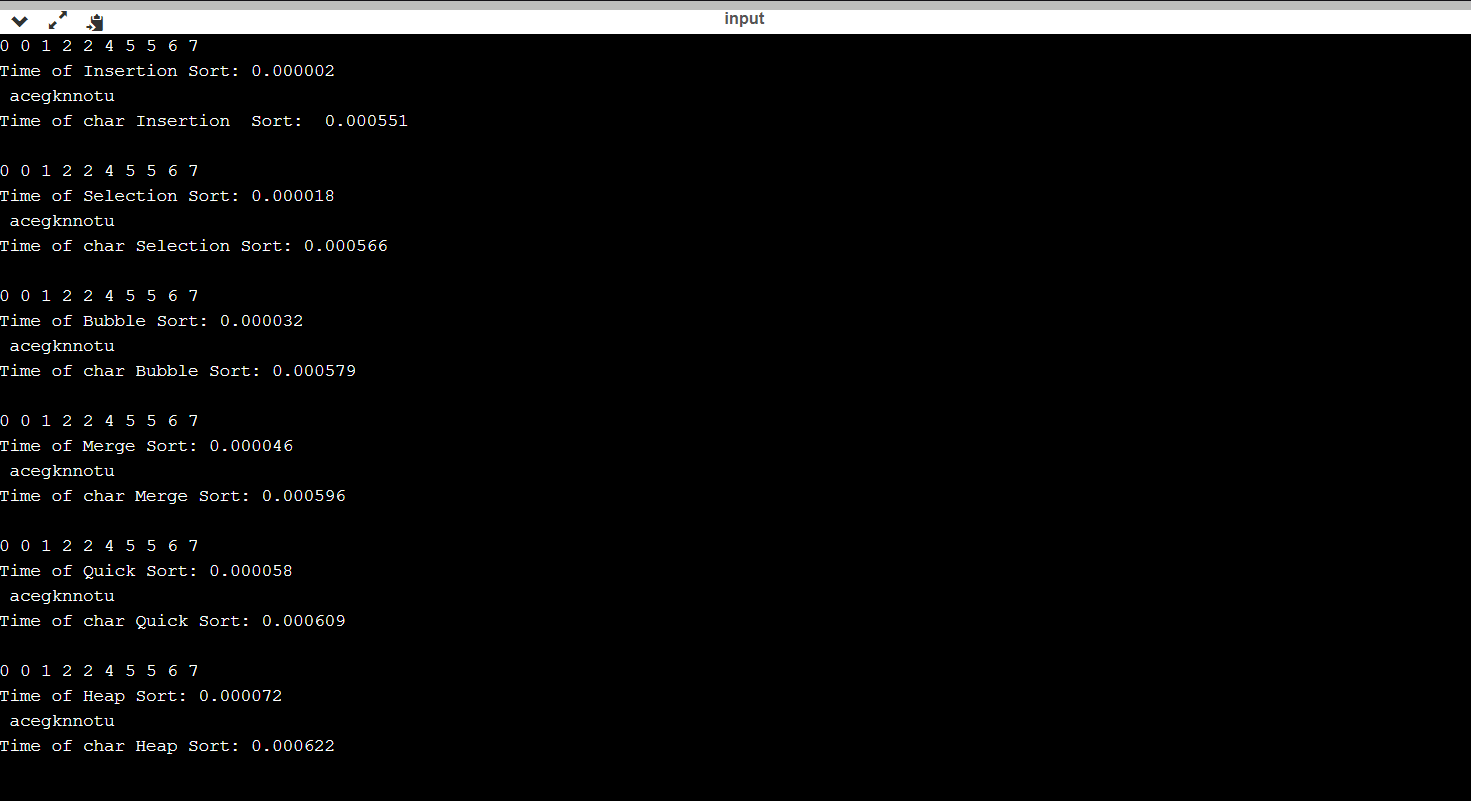 input
0 0 1 2 2 4 5 5 6 7
Time of Insertion Sort: 0.000002
 acegknnotu
Time of char Insertion  Sort:  0.000551

0 0 1 2 2 4 5 5 6 7
Time of Selection Sort: 0.000018
 acegknnotu
Time of char Selection Sort: 0.000566

0 0 1 2 2 4 5 5 6 7
Time of Bubble Sort: 0.000032
 acegknnotu
Time of char Bubble Sort: 0.000579

0 0 1 2 2 4 5 5 6 7
Time of Merge Sort: 0.000046
 acegknnotu
Time of char Merge Sort: 0.000596

0 0 1 2 2 4 5 5 6 7
Time of Quick Sort: 0.000058
 acegknnotu
Time of char Quick Sort: 0.000609

0 0 1 2 2 4 5 5 6 7
Time of Heap Sort: 0.000072
 acegknnotu
Time of char Heap Sort: 0.000622